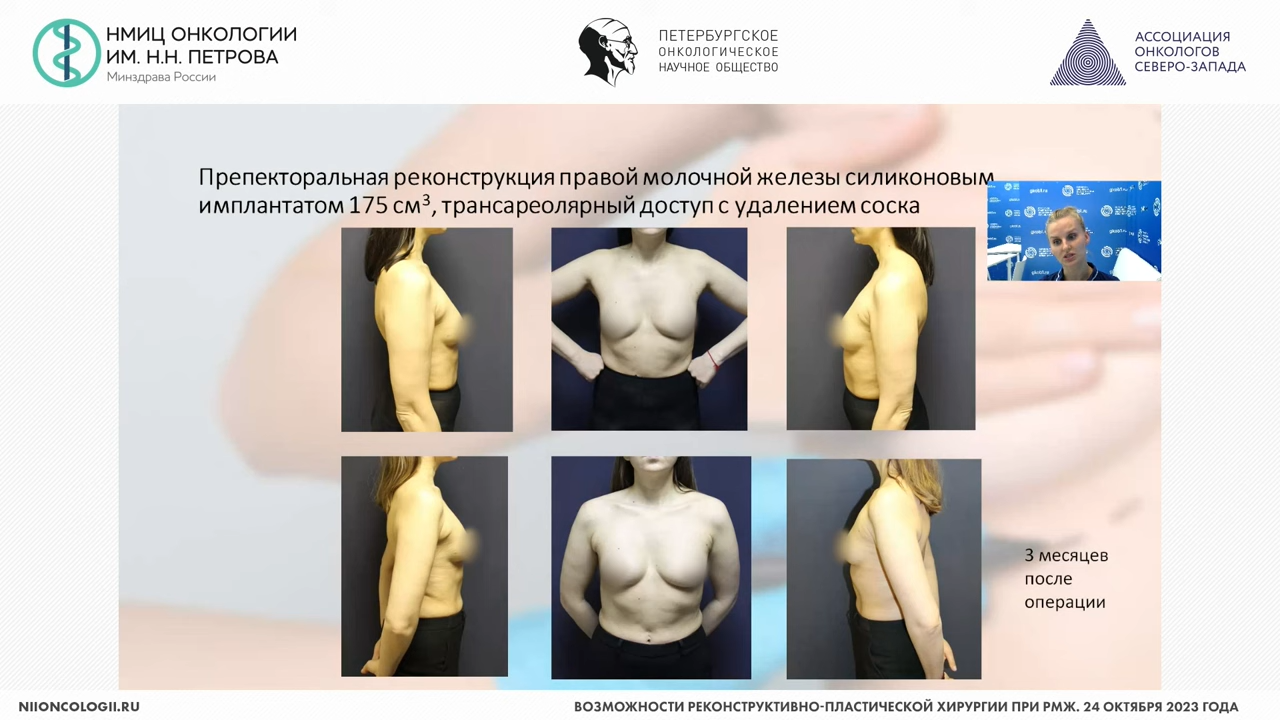 НМИЦ ОНКОЛОГИИ
ИМ. Н.Н. ПЕТРОВА
Минздрава России
ПЕТЕРБУРГСКОЕ
ОНКОЛОГИЧЕСКОЕ
НАУЧНОЕ ОБЩЕСТВО
АССОЦИАЦИЯ
ОНКОЛОГОВ
СЕВЕРО-ЗАПАДА
Препекторальная реконструкция правой молочной железы силиконовым
имплантатом 175 см³, трансареолярный доступ с удалением соска
3 месяцев
после
операции
NIIONCOLOGII.RU
ВОЗМОЖНОСТИ РЕКОНСТРУКТИВНО-ПЛАСТИЧЕСКОЙ ХИРУРГИИ ПРИ РМЖ. 24 ОКТЯБРЯ 2023 ГОДА